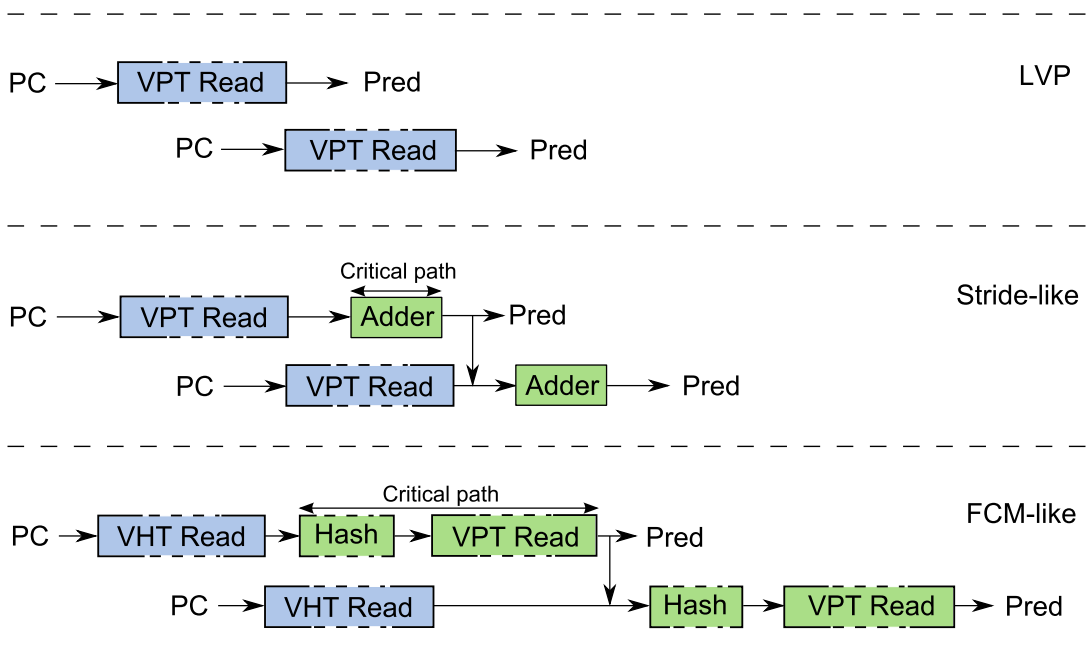 PC VPT Read Pred LVP
PC VPT Read Pred
Critical path
Stride-like
PC VPT Read Adder Pred
PC VPT Read Adder Pred
Critical path
FCM-like
PC VHT Read Hash VPT Read Pred
PC VHT Read Hash VPT Read Pred